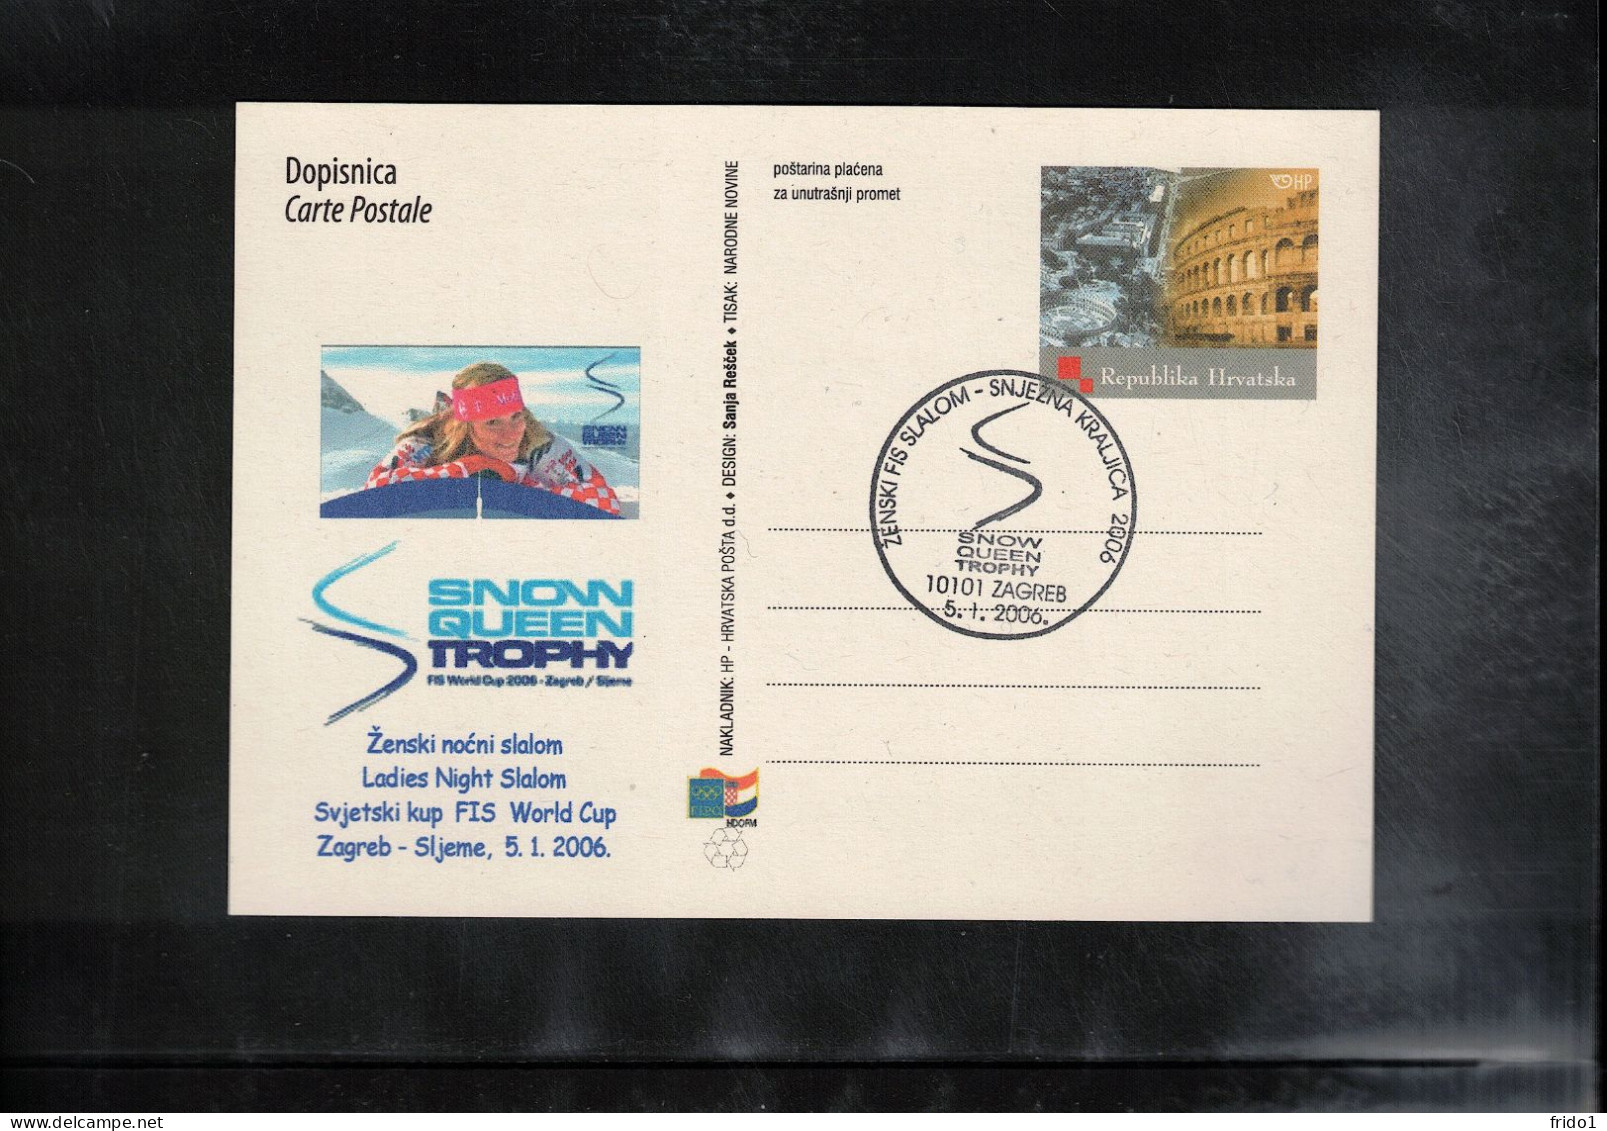 Dopisnica
Carte Postale
SNOW
QUEEN
TROPHY
SNOW
QUEEN
TROPHY
FIS World Cup 2006 - Zagreb / Sljeme
Ženski noćni slalom
Ladies Night Slalom
Svjetski kup FIS World Cup
Zagreb - Sljeme, 5. 1. 2006.
NAKLADNIK: HP - HRVATSKA POŠTA d.d. ♦ DESIGN: Sanja Rešček ♦ TISAK: NARODNE NOVINE
HDOFM
poštarina plaćena
za unutrašnji promet
HP
Republika Hrvatska
ŽENSKI FIS SLALOM - SNJEŽNA KRALJICA 2006
SNOW
QUEEN
TROPHY
10101 ZAGREB
5. 1. 2006.
delcampe.net
frido1